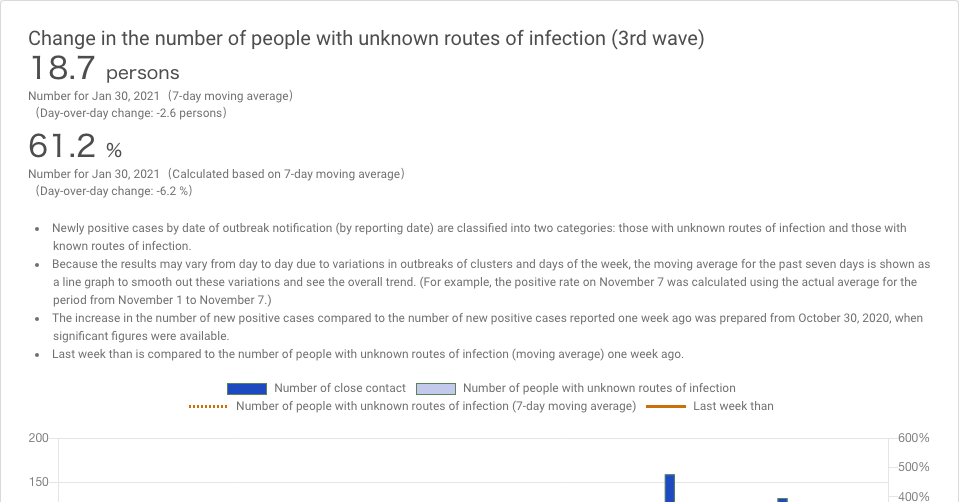 Change in the number of people with unknown routes of infection (3rd wave)
18.7 persons
Number for Jan 30, 2021（7-day moving average）
（Day-over-day change: -2.6 persons）
61.2 %
Number for Jan 30, 2021（Calculated based on 7-day moving average）
（Day-over-day change: -6.2 %）
• Newly positive cases by date of outbreak notification (by reporting date) are classified into two categories: those with unknown routes of infection and those with
known routes of infection.
• Because the results may vary from day to day due to variations in outbreaks of clusters and days of the week, the moving average for the past seven days is shown as
a line graph to smooth out these variations and see the overall trend. (For example, the positive rate on November 7 was calculated using the actual average for the
period from November 1 to November 7.)
• The increase in the number of new positive cases compared to the number of new positive cases reported one week ago was prepared from October 30, 2020, when
significant figures were available.
• Last week than is compared to the number of people with unknown routes of infection (moving average) one week ago.
Number of close contact Number of people with unknown routes of infection
Number of people with unknown routes of infection (7-day moving average) Last week than
200 600%
500%
150
400%